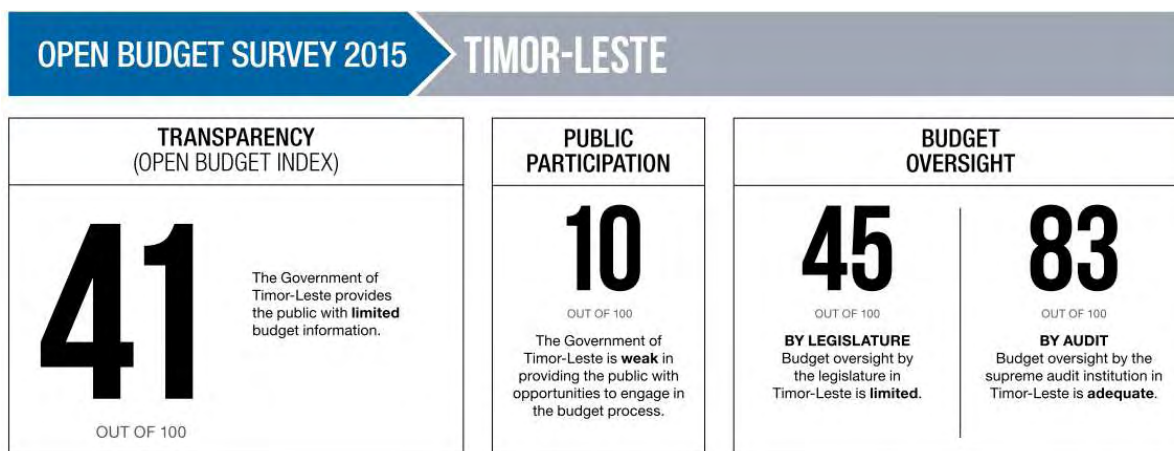 OPEN BUDGET SURVEY 2015
TIMOR-LESTE
TRANSPARENCY
(OPEN BUDGET INDEX)
41
OUT OF 100
The Government of
Timor-Leste provides
the public with limited
budget information.
PUBLIC
PARTICIPATION
10
OUT OF 100
The Government of
Timor-Leste is weak in
providing the public with
opportunities to engage in
the budget process.
BUDGET
OVERSIGHT
45
OUT OF 100
BY LEGISLATURE
Budget oversight by
the legislature in
Timor-Leste is limited.
83
OUT OF 100
BY AUDIT
Budget oversight by the
supreme audit institution in
Timor-Leste is adequate.